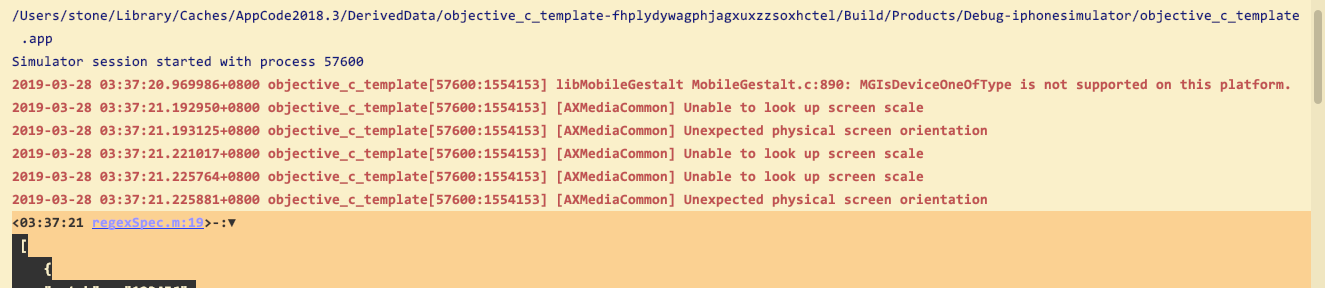 /Users/stone/Library/Caches/AppCode2018.3/DerivedData/objective_c_template-fhplydywagphjagxuxzzsoxhctel/Build/Products/Debug-iphonesimulator/objective_c_template
.app
Simulator session started with process 57600
2019-03-28 03:37:20.969986+0800 objective_c_template[57600:1554153] libMobileGestalt MobileGestalt.c:890: MGIsDeviceOneOfType is not supported on this platform.
2019-03-28 03:37:21.192950+0800 objective_c_template[57600:1554153] [AXMediaCommon] Unable to look up screen scale
2019-03-28 03:37:21.193125+0800 objective_c_template[57600:1554153] [AXMediaCommon] Unexpected physical screen orientation
2019-03-28 03:37:21.221017+0800 objective_c_template[57600:1554153] [AXMediaCommon] Unable to look up screen scale
2019-03-28 03:37:21.225764+0800 objective_c_template[57600:1554153] [AXMediaCommon] Unable to look up screen scale
2019-03-28 03:37:21.225881+0800 objective_c_template[57600:1554153] [AXMediaCommon] Unexpected physical screen orientation
<03:37:21 regexSpec.m:19>-:▼
[
{